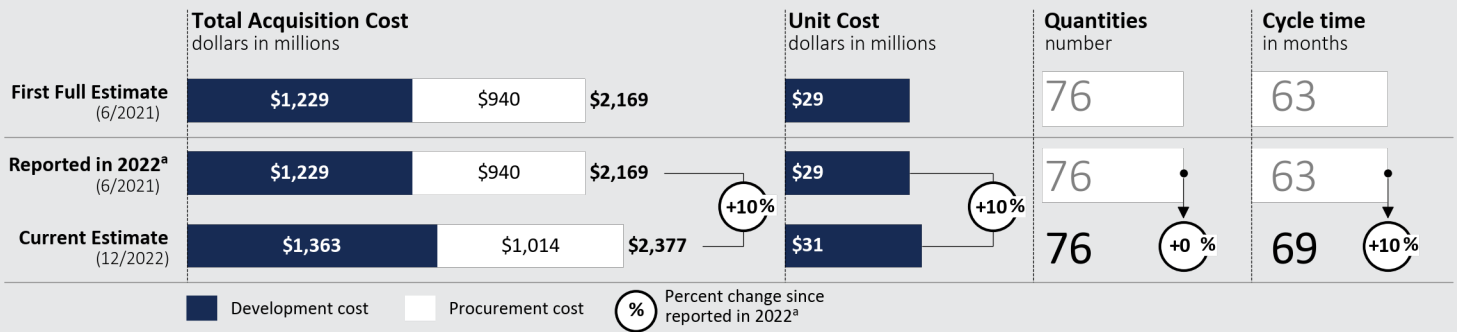 Total Acquisition Cost
dollars in millions
Unit Cost
dollars in millions
Quantities
number
Cycle time
in months
First Full Estimate
(6/2021)
$1,229
$940
$2,169
$29
76
63
Reported in 2022ᵃ
(6/2021)
$1,229
$940
$2,169
$29
76
63
+10%
+10%
Current Estimate
(12/2022)
$1,363
$1,014
$2,377
$31
76
+0 %
69
+10%
Development cost
Procurement cost
%
Percent change since
reported in 2022ᵃ